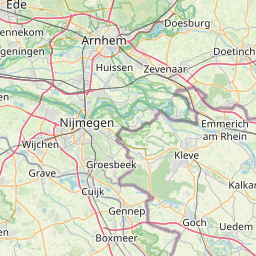 Ede
Doesburg
nnekom
Arnhem
geningen
Doetinch
Huissen
Zevenaar
Nijmegen
Emmerich
am Rhein
Wijchen
Kleve
Groesbeek
Grave
Cuijk
Kalkar
Gennep
Goch
Uedem
Boxmeer